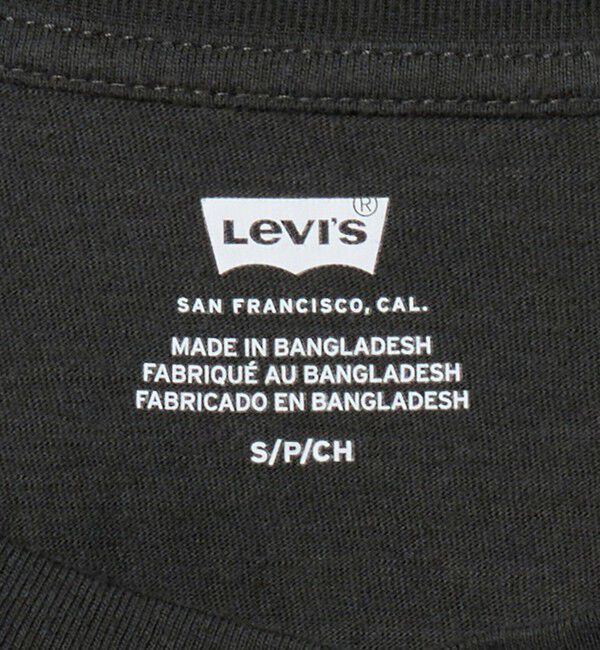 Levi's ®
SAN FRANCISCO, CAL.
MADE IN BANGLADESH
FABRIQUÉ AU BANGLADESH
FABRICADO EN BANGLADESH
S/P/CH